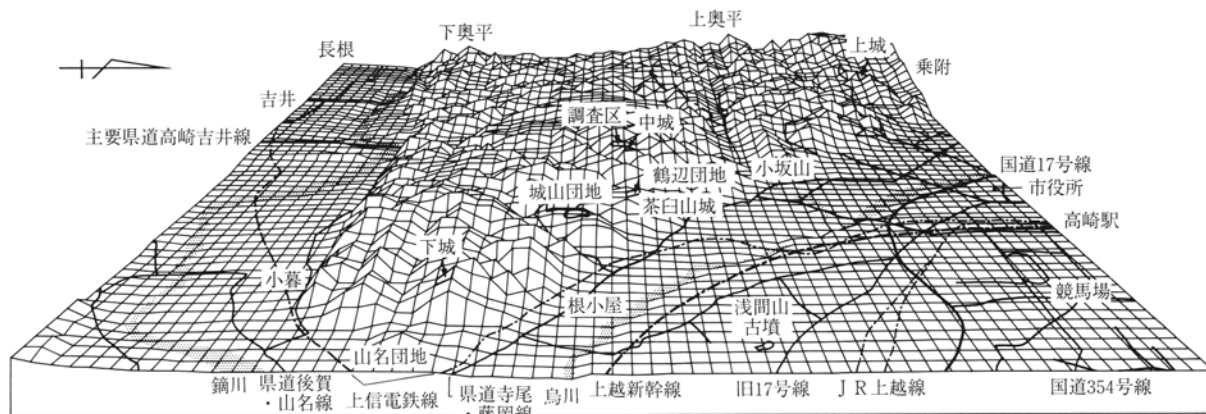 上奥平
下奥平
上城
長根
乗附
吉井
調査区
中城
主要県道高崎吉井線
国道17号線
小坂山
鶴辺団地
市役所
城山団地
茶臼山城
高崎駅
下城
小暮
根小屋
浅間山
古墳
競馬場
山名団地
鏑川
県道後賀
・山名線
上信電鉄線
県道寺尾
・藤岡線
烏川
上越新幹線
旧17号線
ＪＲ上越線
国道354号線